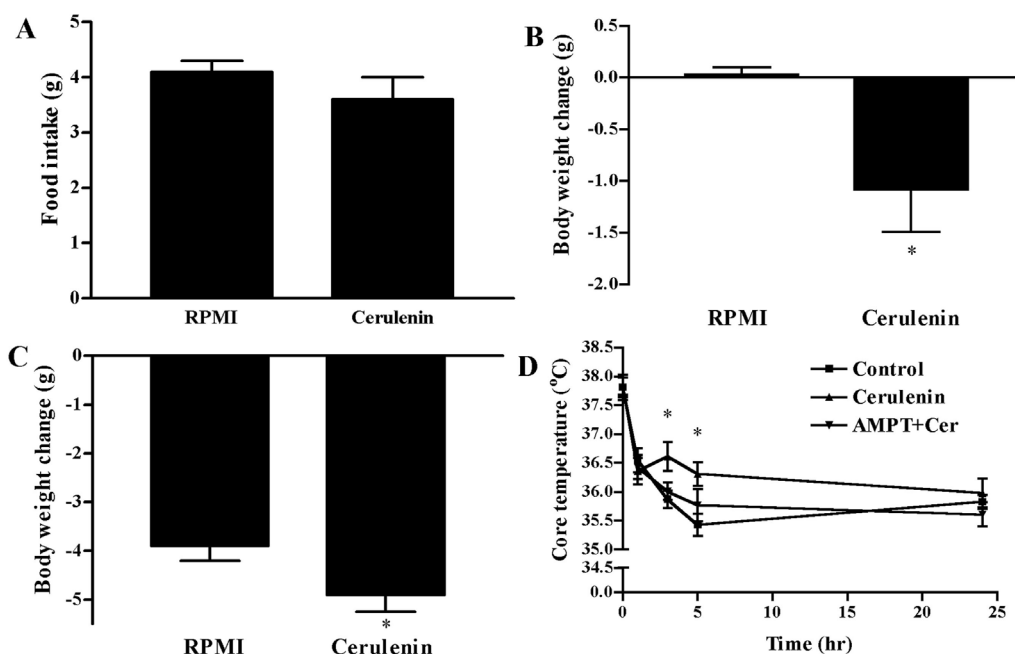 A
Food intake (g)
5
4
3
2
1
0
RPMI Cerulenin
B
Body weight change (g)
0.5
0.0
-0.5
-1.0
-1.5
-2.0
*
RPMI Cerulenin
C
Body weight change (g)
0
-1
-2
-3
-4
-5
*
RPMI Cerulenin
D
Core temperature (°C)
38.5
38.0
37.5
37.0
36.5
36.0
35.5
35.0
34.5
0.0
Control
Cerulenin
AMPT+Cer
* *
0 5 10 15 20 25
Time (hr)